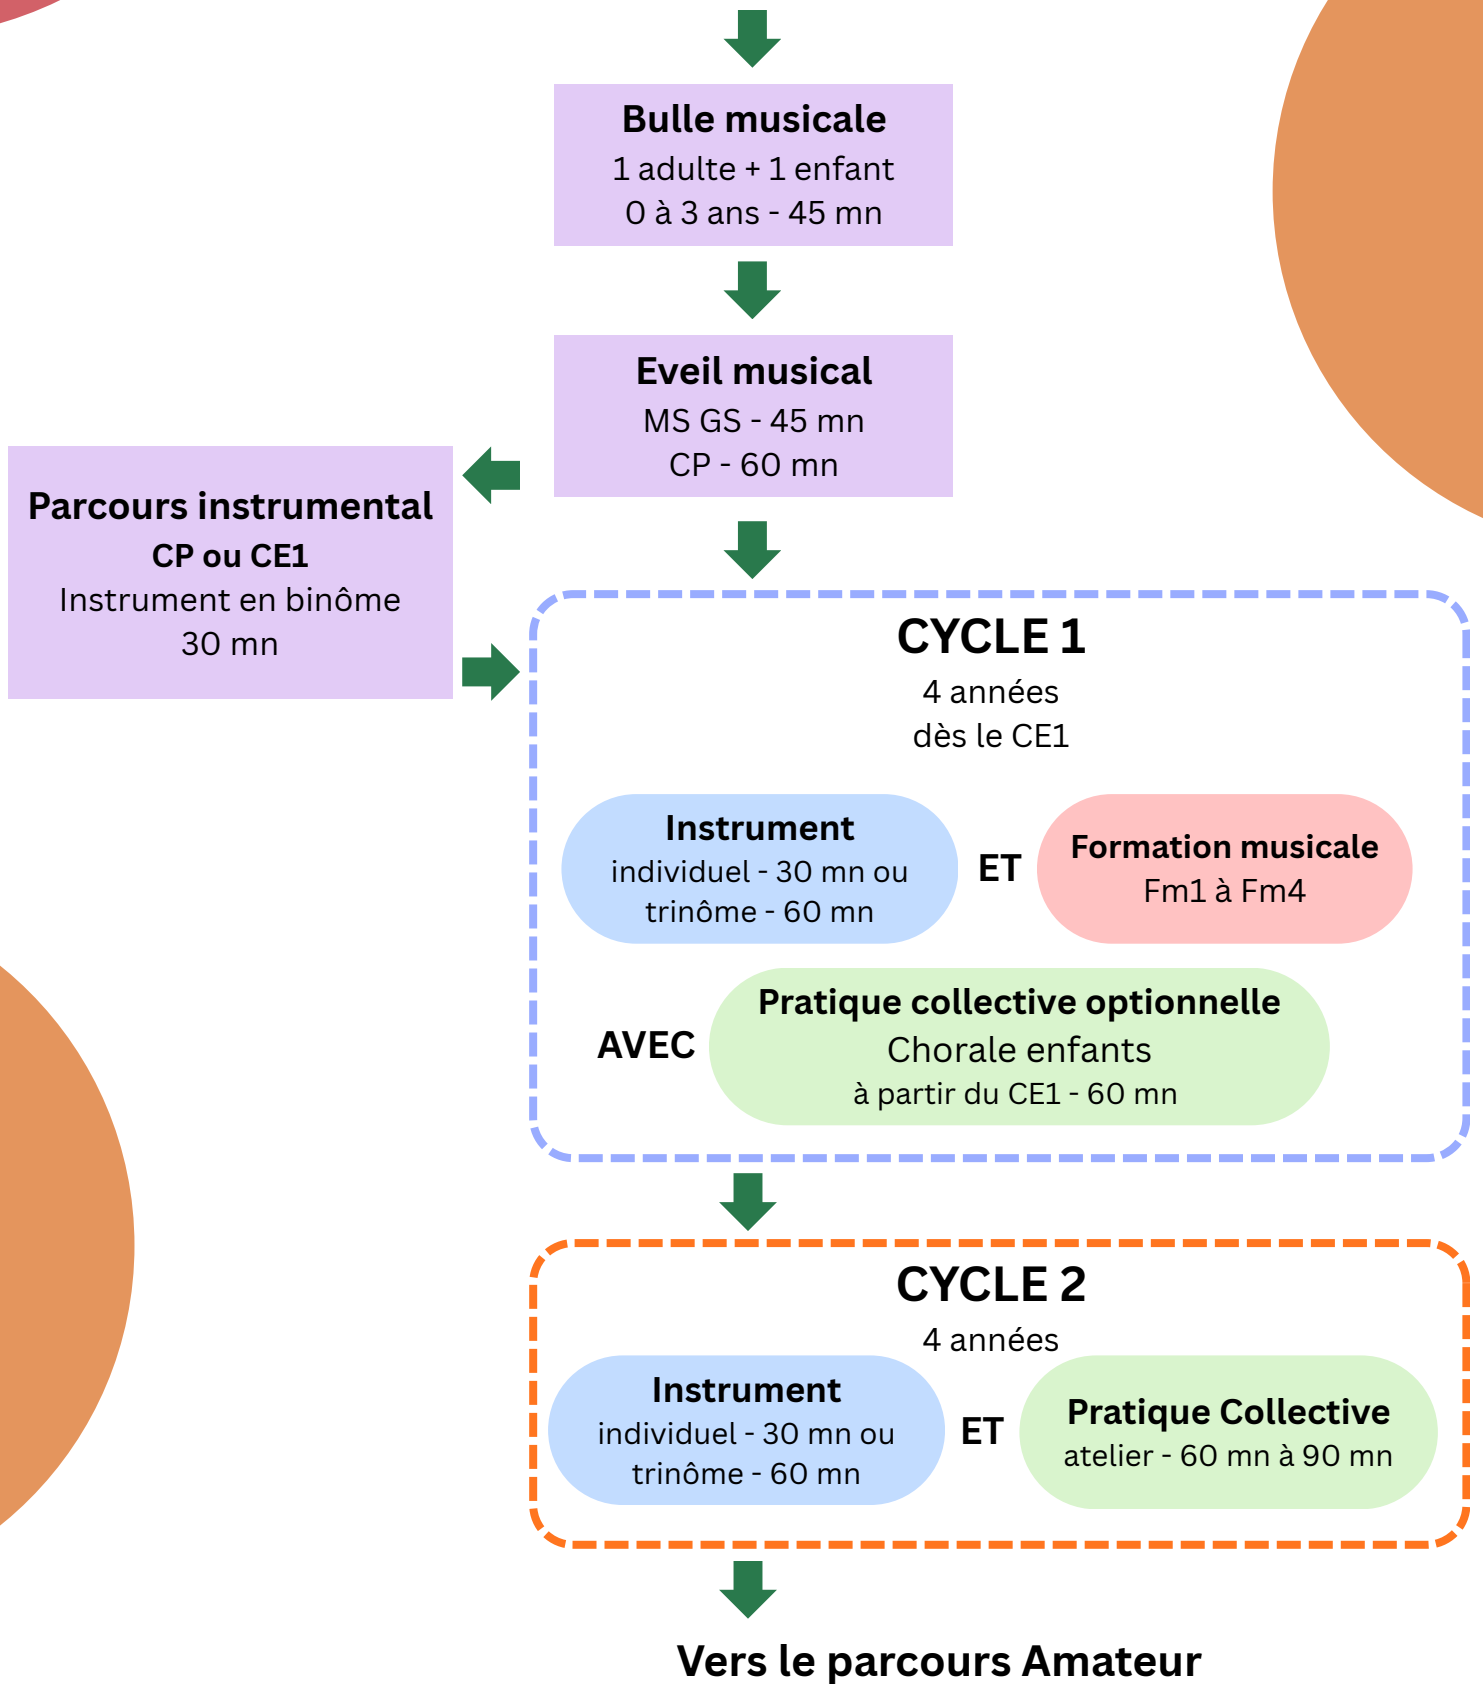 Bulle musicale
1 adulte + 1 enfant
0 à 3 ans - 45 mn
Eveil musical
MS GS - 45 mn
CP - 60 mn
Parcours instrumental
CP ou CE1
Instrument en binôme
30 mn
CYCLE 1
4 années
dès le CE1
Instrument
individuel - 30 mn ou
trinôme - 60 mn
ET
Formation musicale
Fm1 à Fm4
AVEC
Pratique collective optionnelle
Chorale enfants
à partir du CE1 - 60 mn
CYCLE 2
4 années
Instrument
individuel - 30 mn ou
trinôme - 60 mn
ET
Pratique Collective
atelier - 60 mn à 90 mn
Vers le parcours Amateur